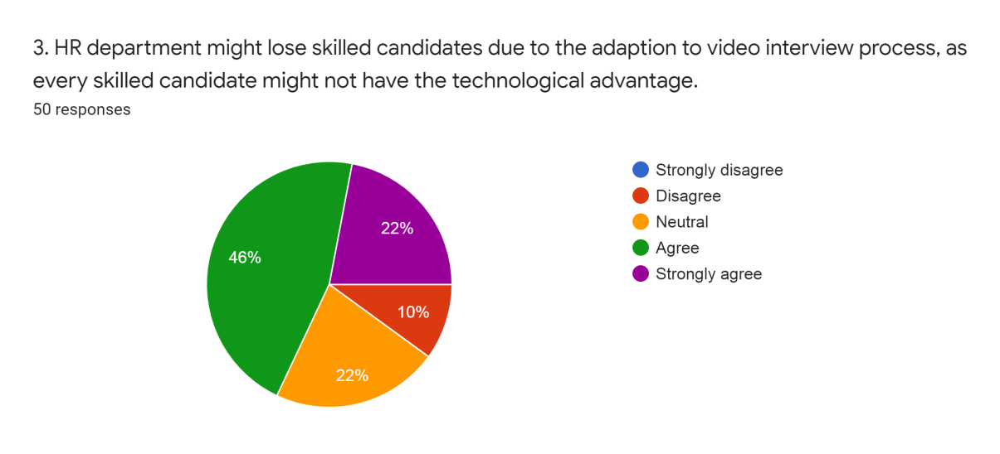 3. HR department might lose skilled candidates due to the adaption to video interview process, as
every skilled candidate might not have the technological advantage.
50 responses
Strongly disagree
Disagree
Neutral
Agree
Strongly agree
22%
46%
10%
22%